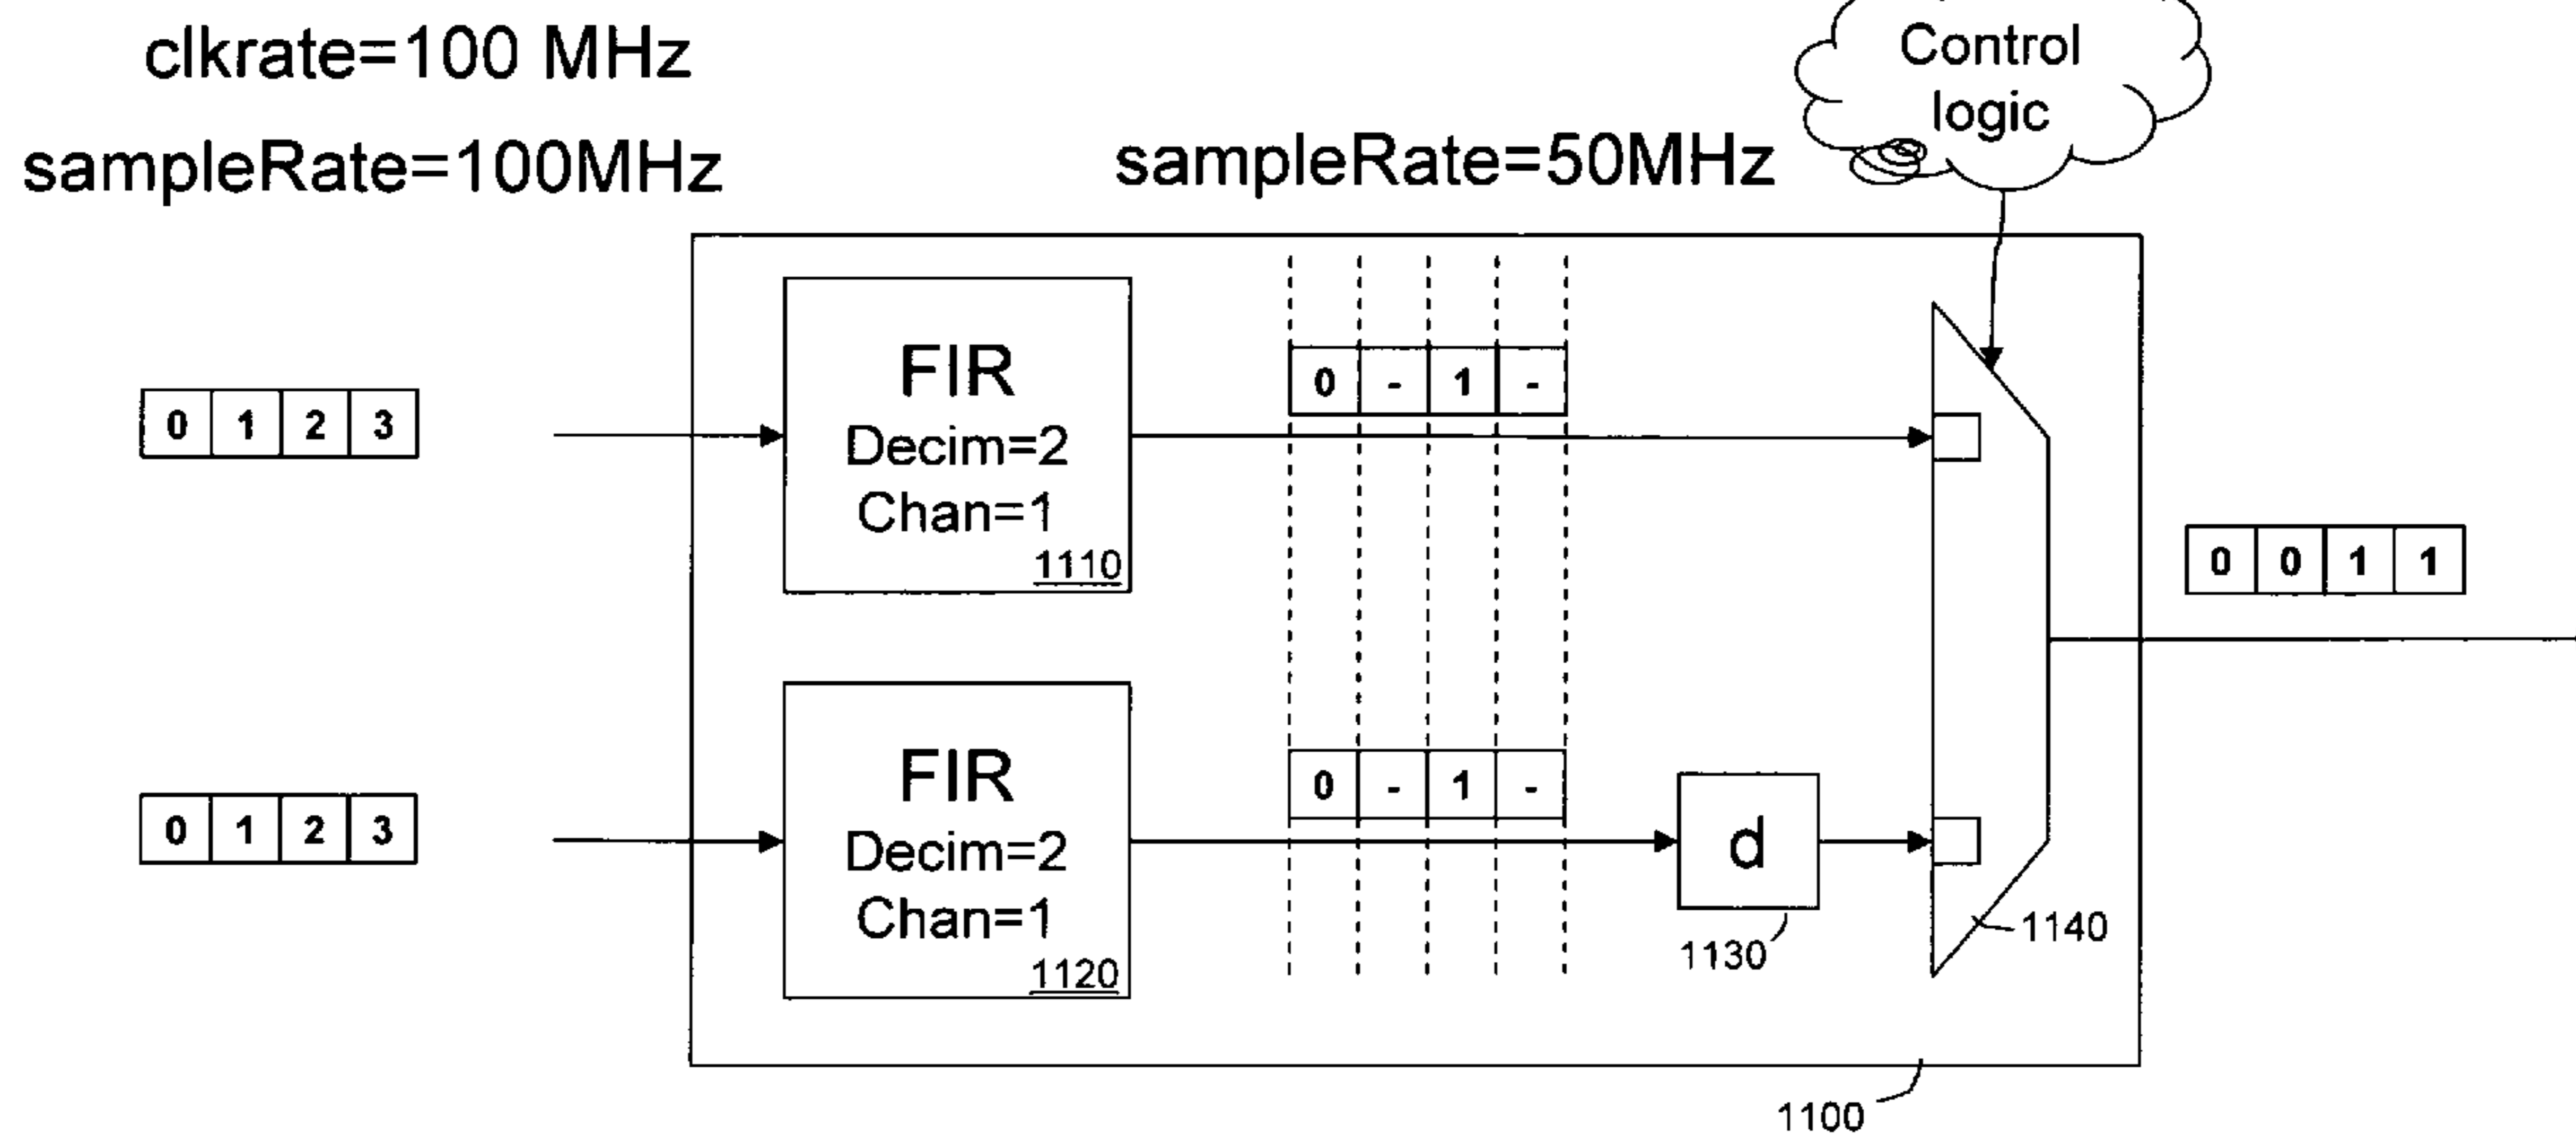 clkrate=100 MHz
sampleRate=100MHz
sampleRate=50MHz
Control
logic
0 1 2 3
FIR
Decim=2
Chan=1
1110
0 - 1 -
0 0 1 1
0 1 2 3
FIR
Decim=2
Chan=1
1120
0 - 1 -
d
1130
1140
1100